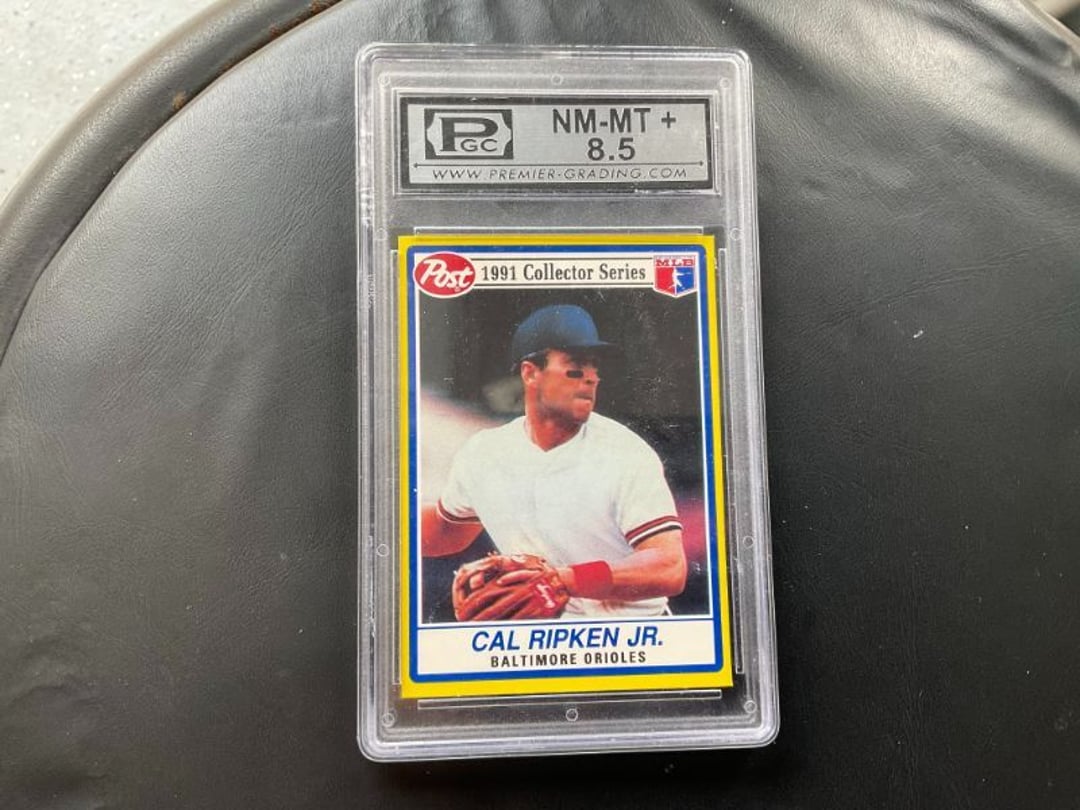 PGC
NM-MT +
8.5
WWW.PREMIER-GRADING.COM
Post 1991 Collector Series MLB
CAL RIPKEN JR.
BALTIMORE ORIOLES